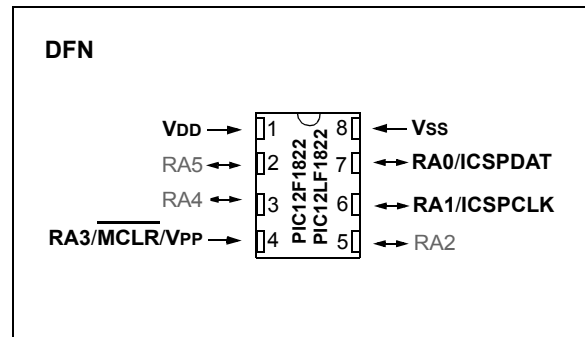 DFN
VDD 1 8 VSS
RA5 2 7 RA0/ICSPDAT
RA4 3 6 RA1/ICSPCLK
RA3/MCLR/VPP 4 5 RA2
PIC12F1822
PIC12LF1822